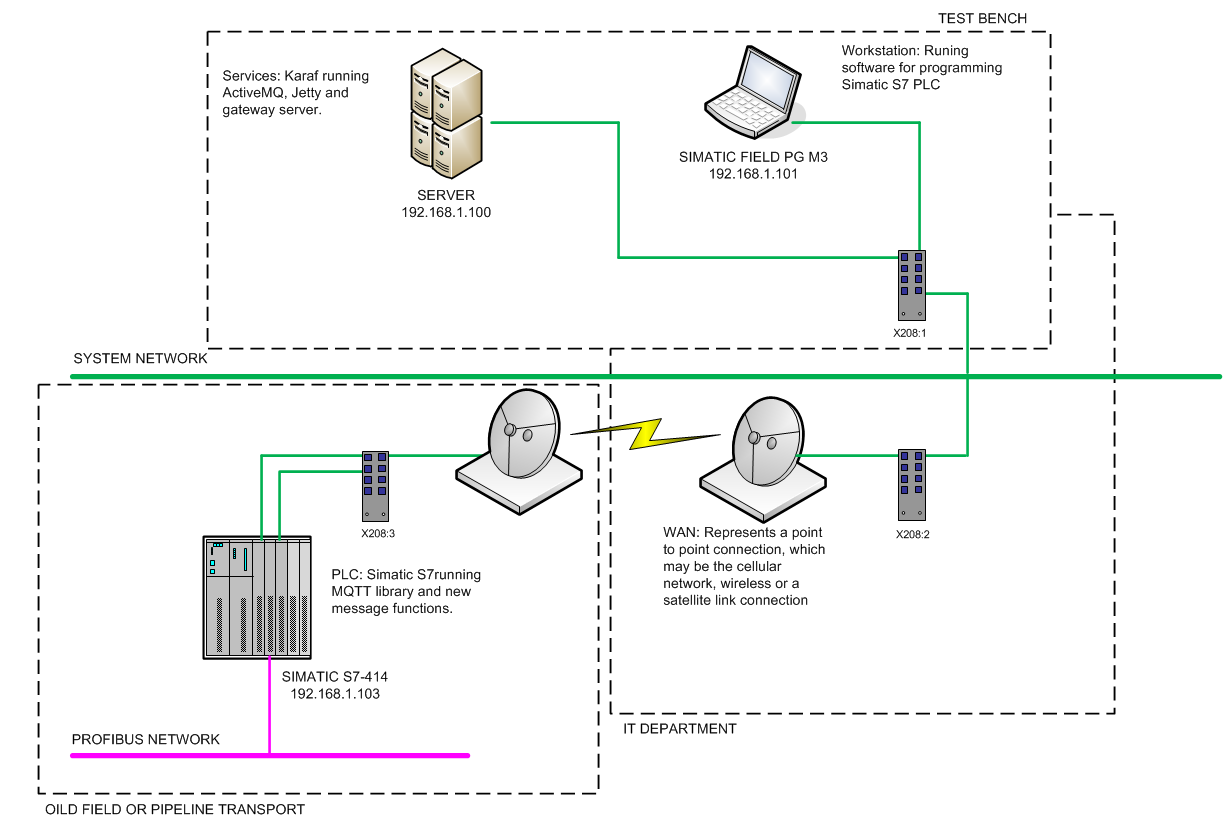 TEST BENCH
Services: Karaf running
ActiveMQ, Jetty and
gateway server.
SERVER
192.168.1.100
Workstation: Runing
software for programming
Simatic S7 PLC
SIMATIC FIELD PG M3
192.168.1.101
X208:1
SYSTEM NETWORK
X208:3
PLC: Simatic S7running
MQTT library and new
message functions.
SIMATIC S7-414
192.168.1.103
PROFIBUS NETWORK
OILD FIELD OR PIPELINE TRANSPORT
WAN: Represents a point
to point connection, which
may be the cellular
network, wireless or a
satellite link connection
X208:2
IT DEPARTMENT